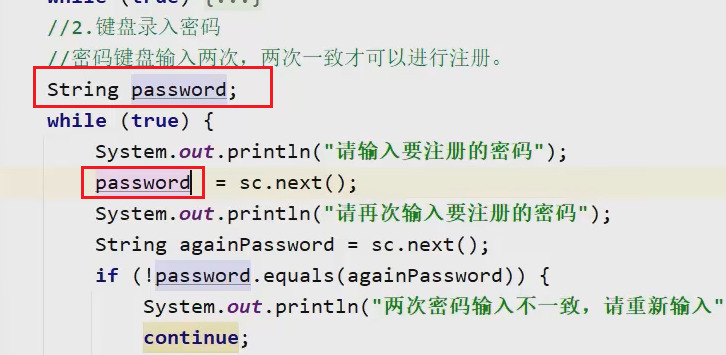 while (true) {...}
//2.键盘录入密码
//密码键盘输入两次，两次一致才可以进行注册。
String password;
while (true) {
System.out.println("请输入要注册的密码");
password = sc.next();
System.out.println("请再次输入要注册的密码");
String againPassword = sc.next();
if (!password.equals(againPassword)) {
System.out.println("两次密码输入不一致，请重新输入"
continue;